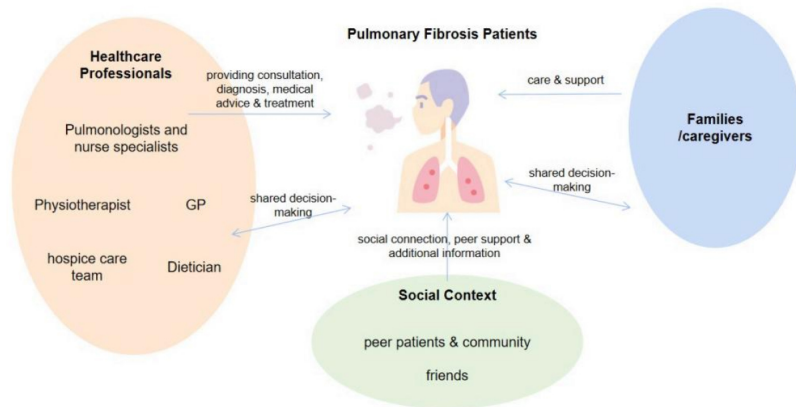 Pulmonary Fibrosis Patients
Healthcare
Professionals
Pulmonologists and
nurse specialists
Physiotherapist
GP
hospice care
team
Dietician
providing consultation,
diagnosis, medical
advice & treatment
shared decision-
making
care & support
Families
/caregivers
shared decision-
making
social connection, peer support &
additional information
Social Context
peer patients & community
friends